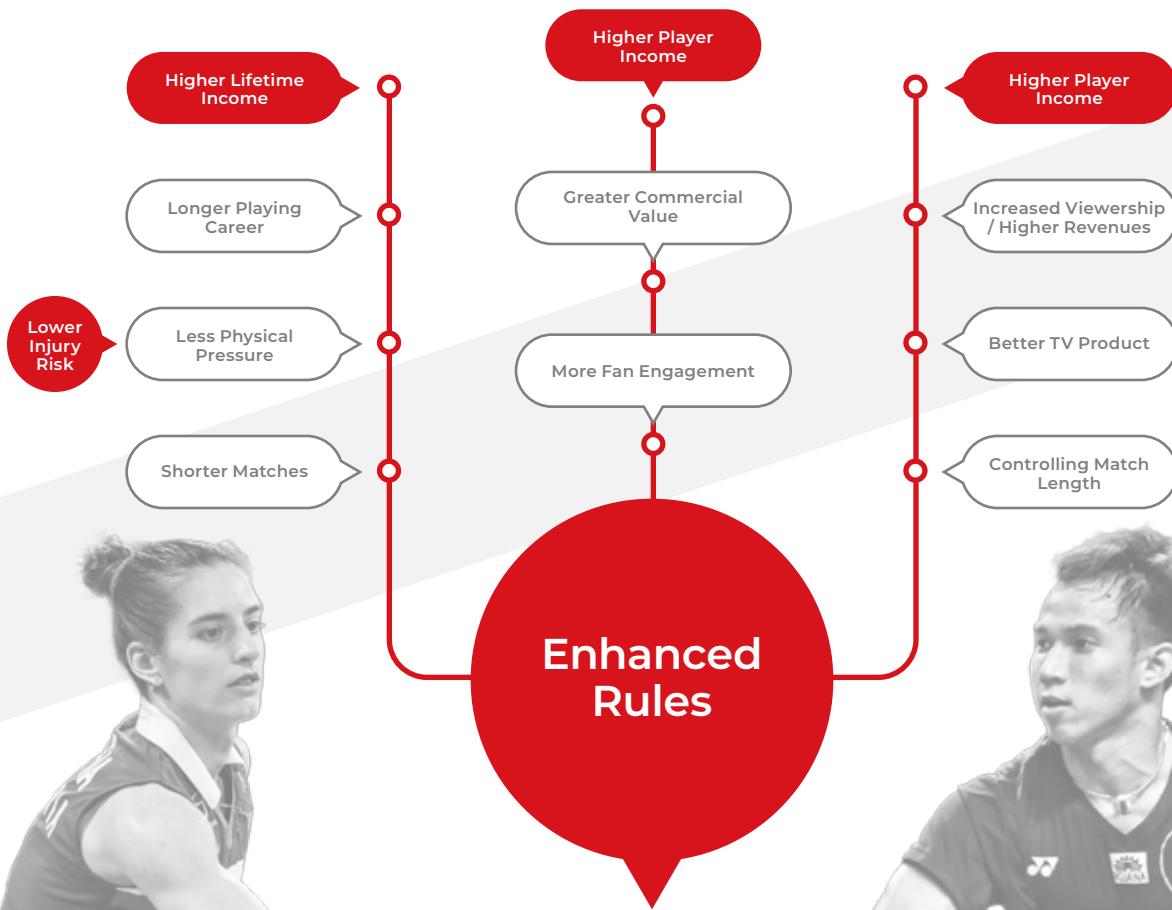 Higher Player
Income
Higher Lifetime
Income
Higher Player
Income
Longer Playing
Career
Greater Commercial
Value
Increased Viewership
/ Higher Revenues
Lower
Injury
Risk
Less Physical
Pressure
More Fan Engagement
Better TV Product
Shorter Matches
Controlling Match
Length
Enhanced
Rules